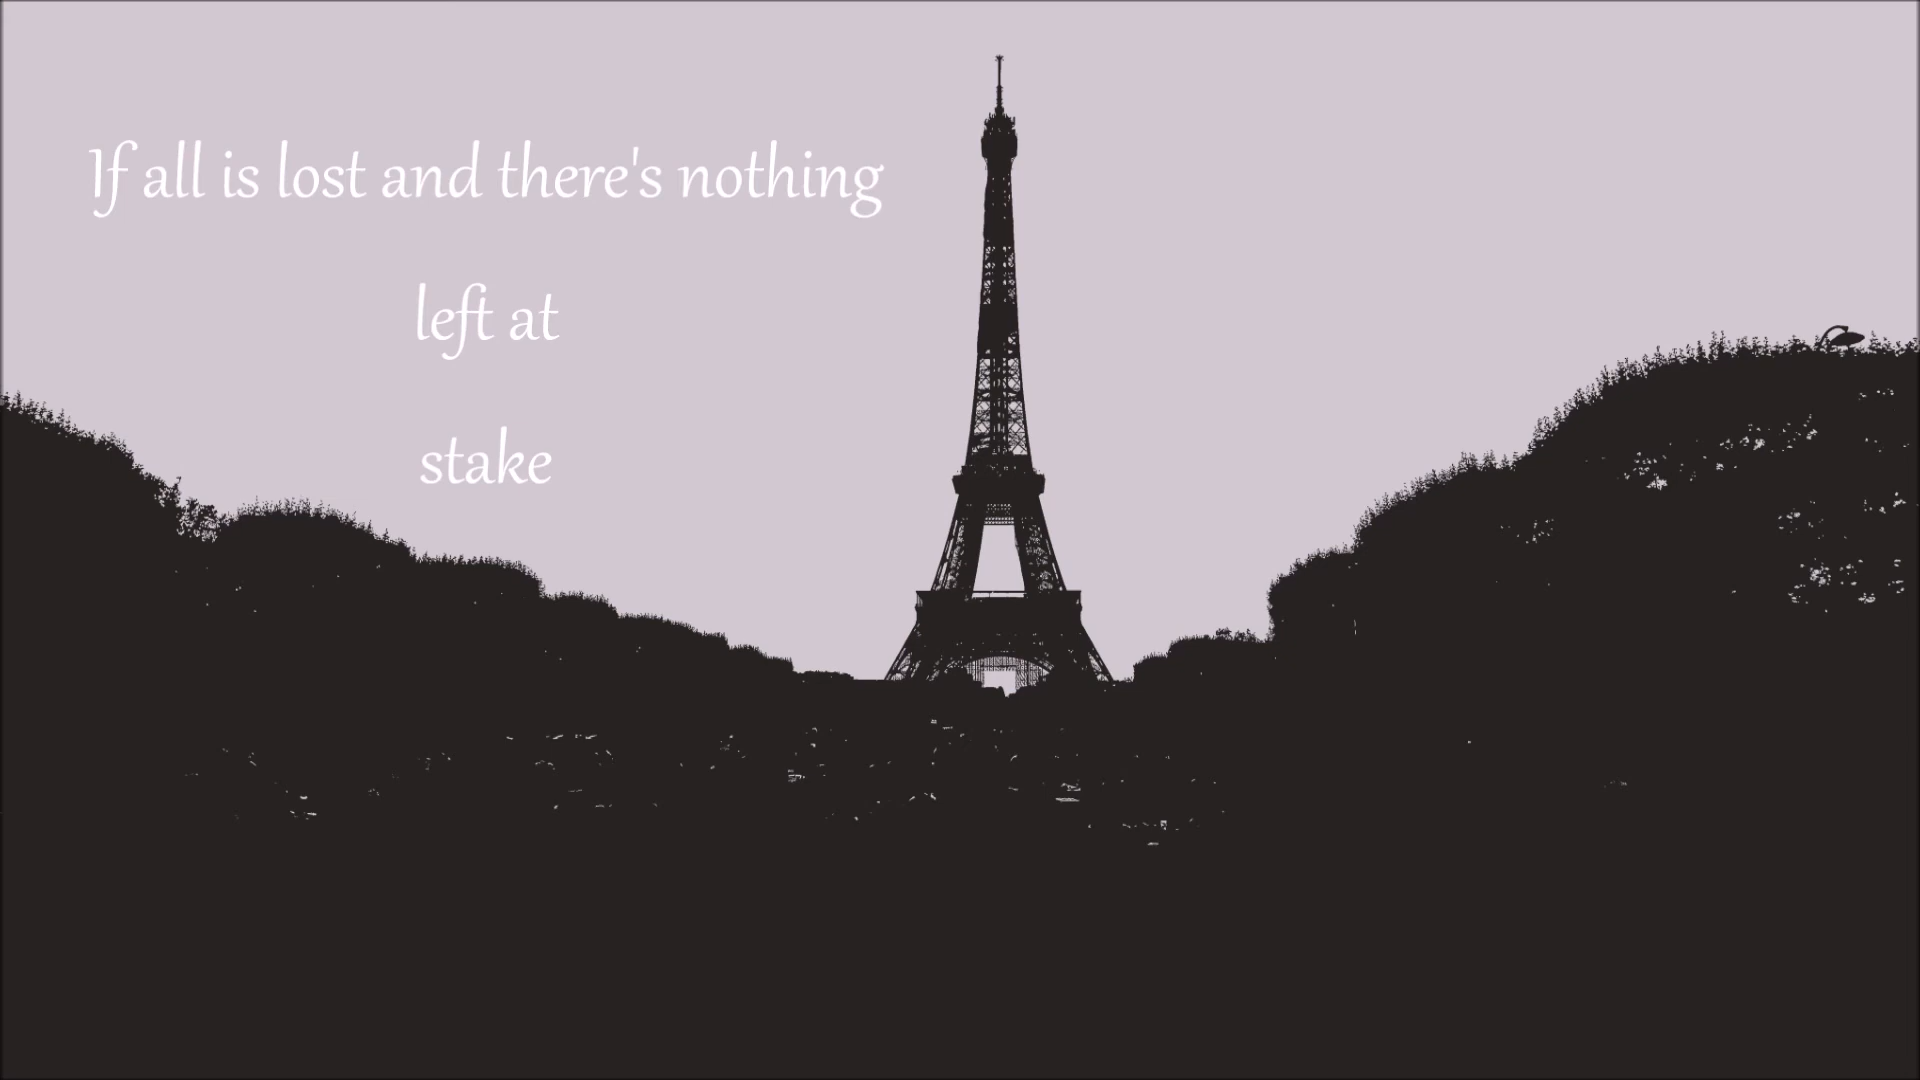 If all is lost and there's nothing
left at
stake